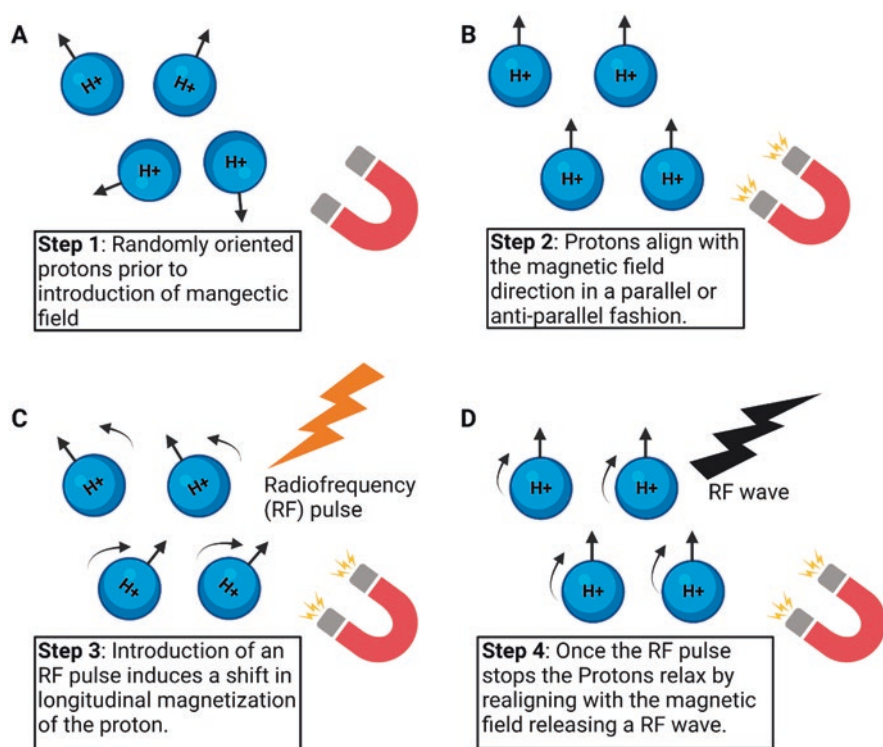 A
H+
H+
H+
H+
Step 1: Randomly oriented
protons prior to
introduction of mangectic
field
B
H+
H+
H+
H+
Step 2: Protons align with
the magnetic field
direction in a parallel or
anti-parallel fashion.
C
H+
H+
Radiofrequency
(RF) pulse
H+
H+
Step 3: Introduction of an
RF pulse induces a shift in
longitudinal magnetization
of the proton.
D
H+
H+
RF wave
H+
H+
Step 4: Once the RF pulse
stops the Protons relax by
realigning with the magnetic
field releasing a RF wave.